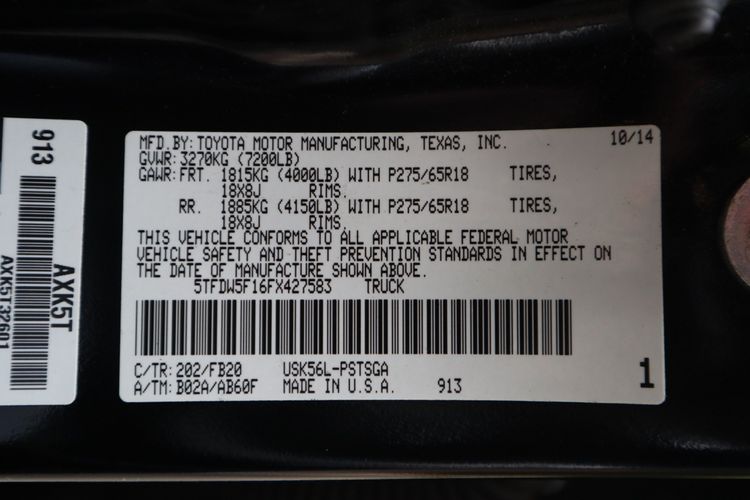 MFD.BY: TOYOTA MOTOR MANUFACTURING, TEXAS, INC. 10/14
GVWR: 3270KG (7200LB)
GAWR: FRT. 1815KG (4000LB) WITH P275/65R18 TIRES,
18X8J RIMS.
RR. 1885KG (4150LB) WITH P275/65R18 TIRES,
18X8J RIMS.
THIS VEHICLE CONFORMS TO ALL APPLICABLE FEDERAL MOTOR
VEHICLE SAFETY AND THEFT PREVENTION STANDARDS IN EFFECT ON
THE DATE OF MANUFACTURE SHOWN ABOVE.
5TFDW5F16FX427583 TRUCK
C/TR: 202/FB20 USK56L-PSTSGA
A/TM: B02A/AB60F MADE IN U.S.A. 913 1
913
AXK5T
AXK5T32601